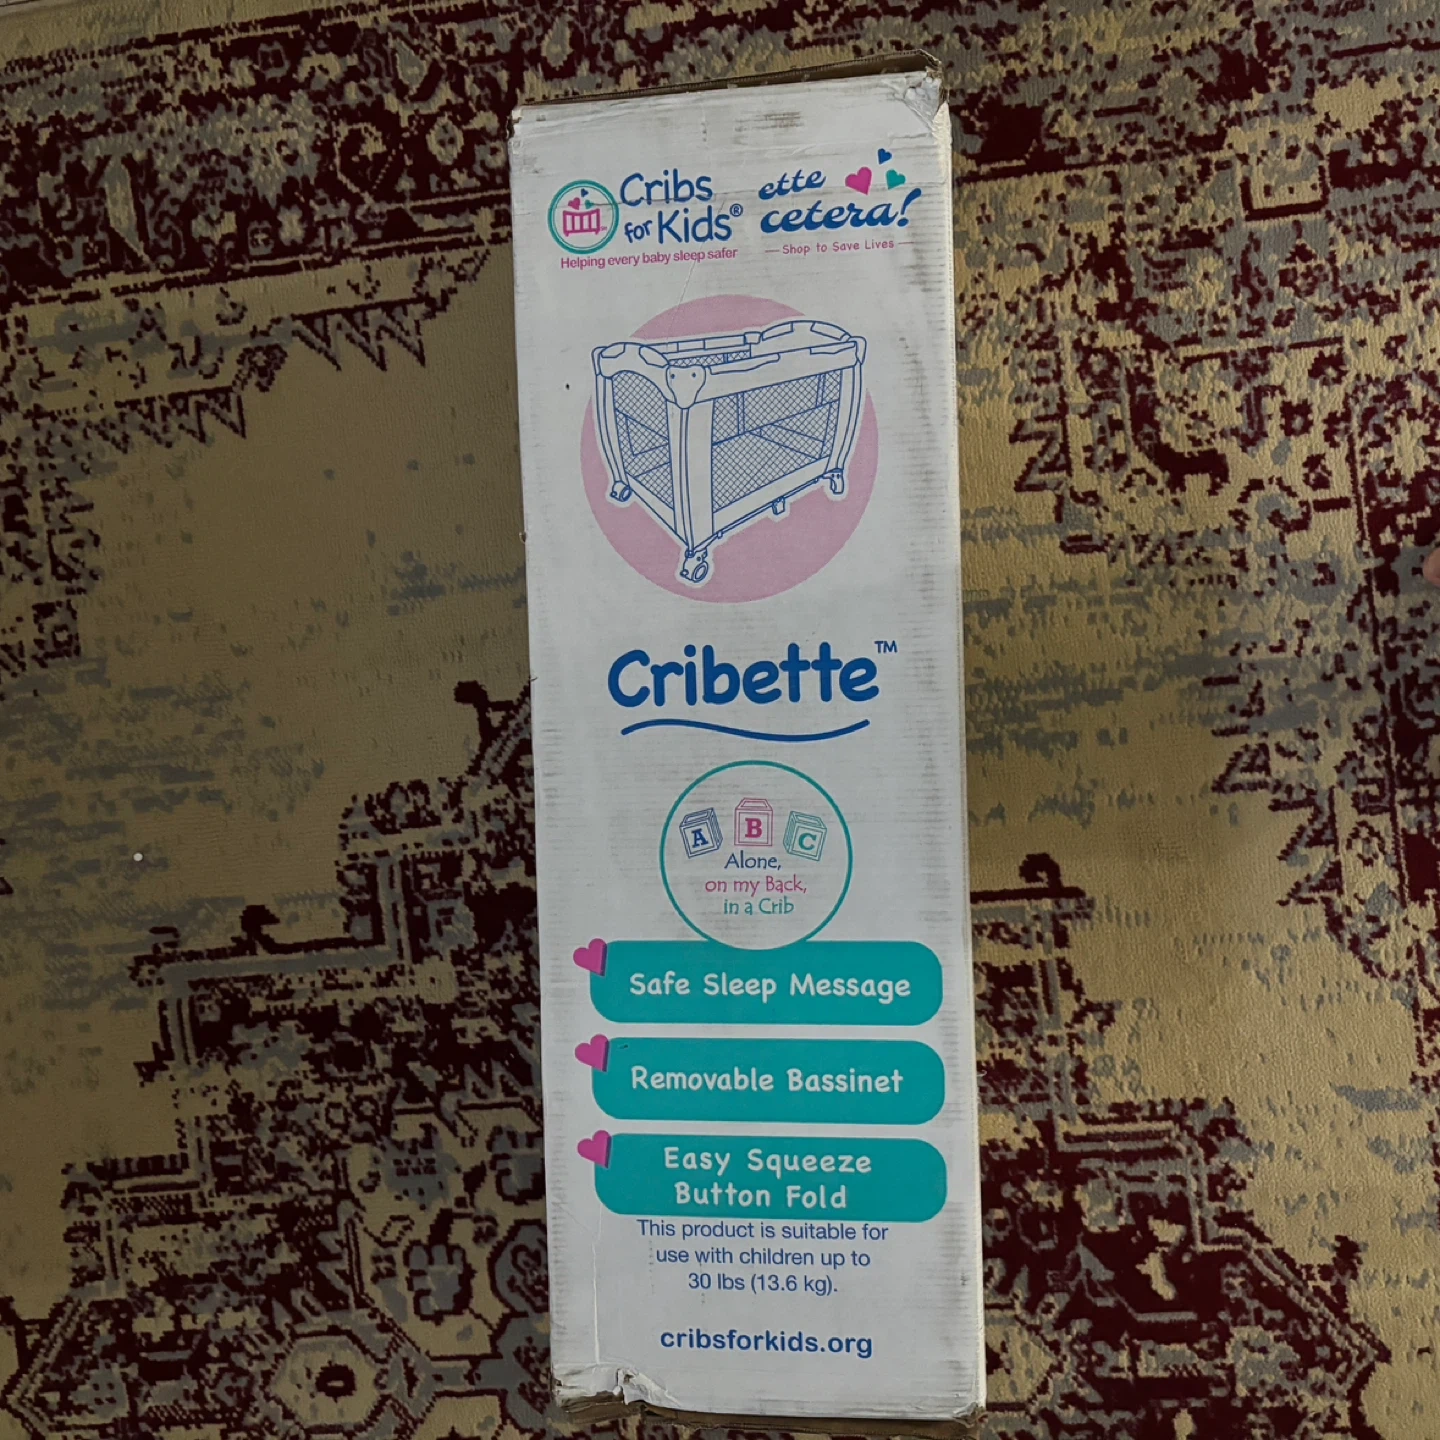 Cribs
for Kids®
Helping every baby sleep safer
ette
cetera!
Shop to Save Lives
Cribette™
A B C
Alone,
on my Back,
in a Crib
Safe Sleep Message
Removable Bassinet
Easy Squeeze
Button Fold
This product is suitable for
use with children up to
30 lbs (13.6 kg).
cribsforkids.org